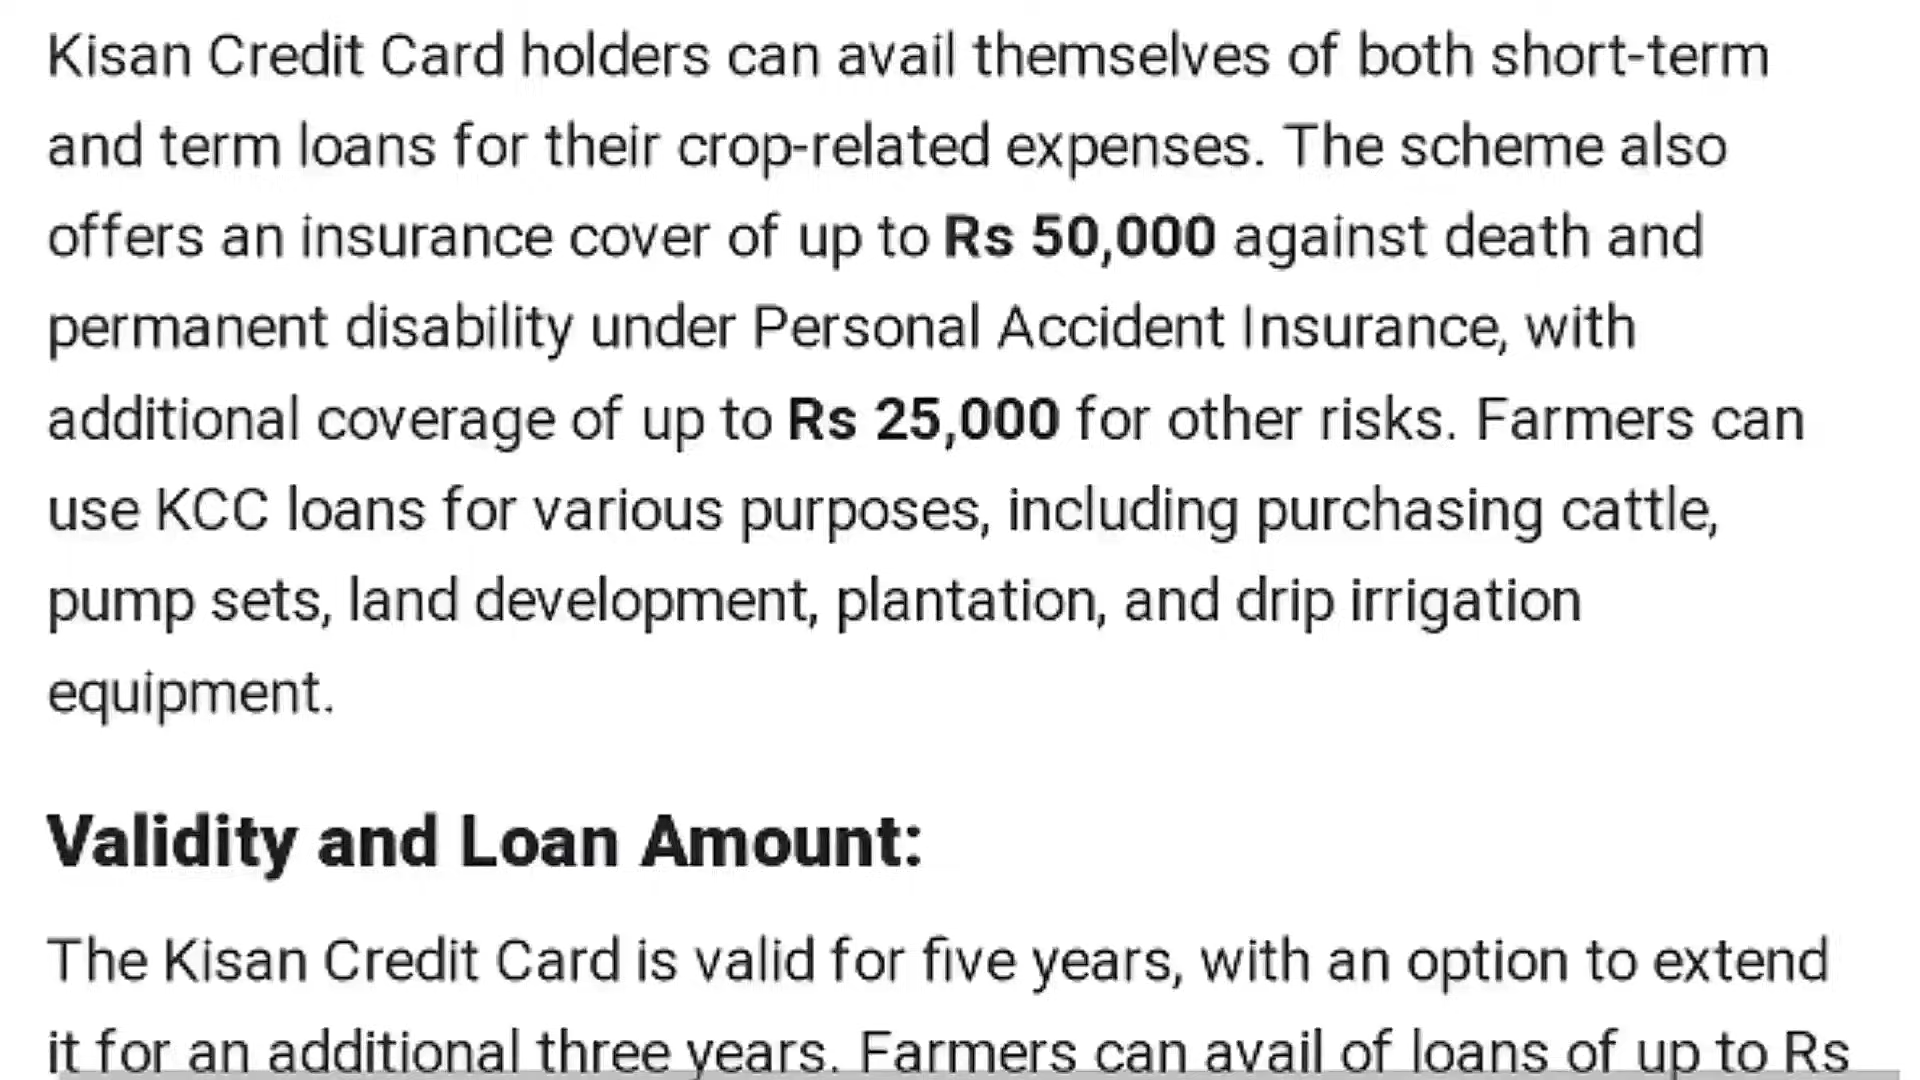 Kisan Credit Card holders can avail themselves of both short-term
and term loans for their crop-related expenses. The scheme also
offers an insurance cover of up to Rs 50,000 against death and
permanent disability under Personal Accident Insurance, with
additional coverage of up to Rs 25,000 for other risks. Farmers can
use KCC loans for various purposes, including purchasing cattle,
pump sets, land development, plantation, and drip irrigation
equipment.
Validity and Loan Amount:
The Kisan Credit Card is valid for five years, with an option to extend
it for an additional three years. Farmers can avail of loans of up to Rs